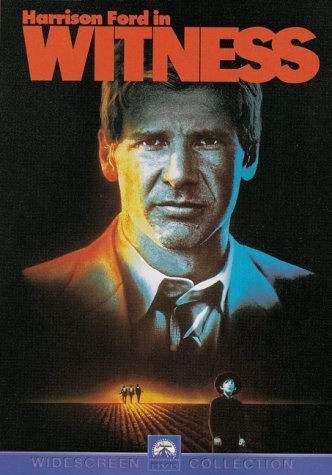 Harrison Ford in
WITNESS
WIDESCREEN COLLECTION